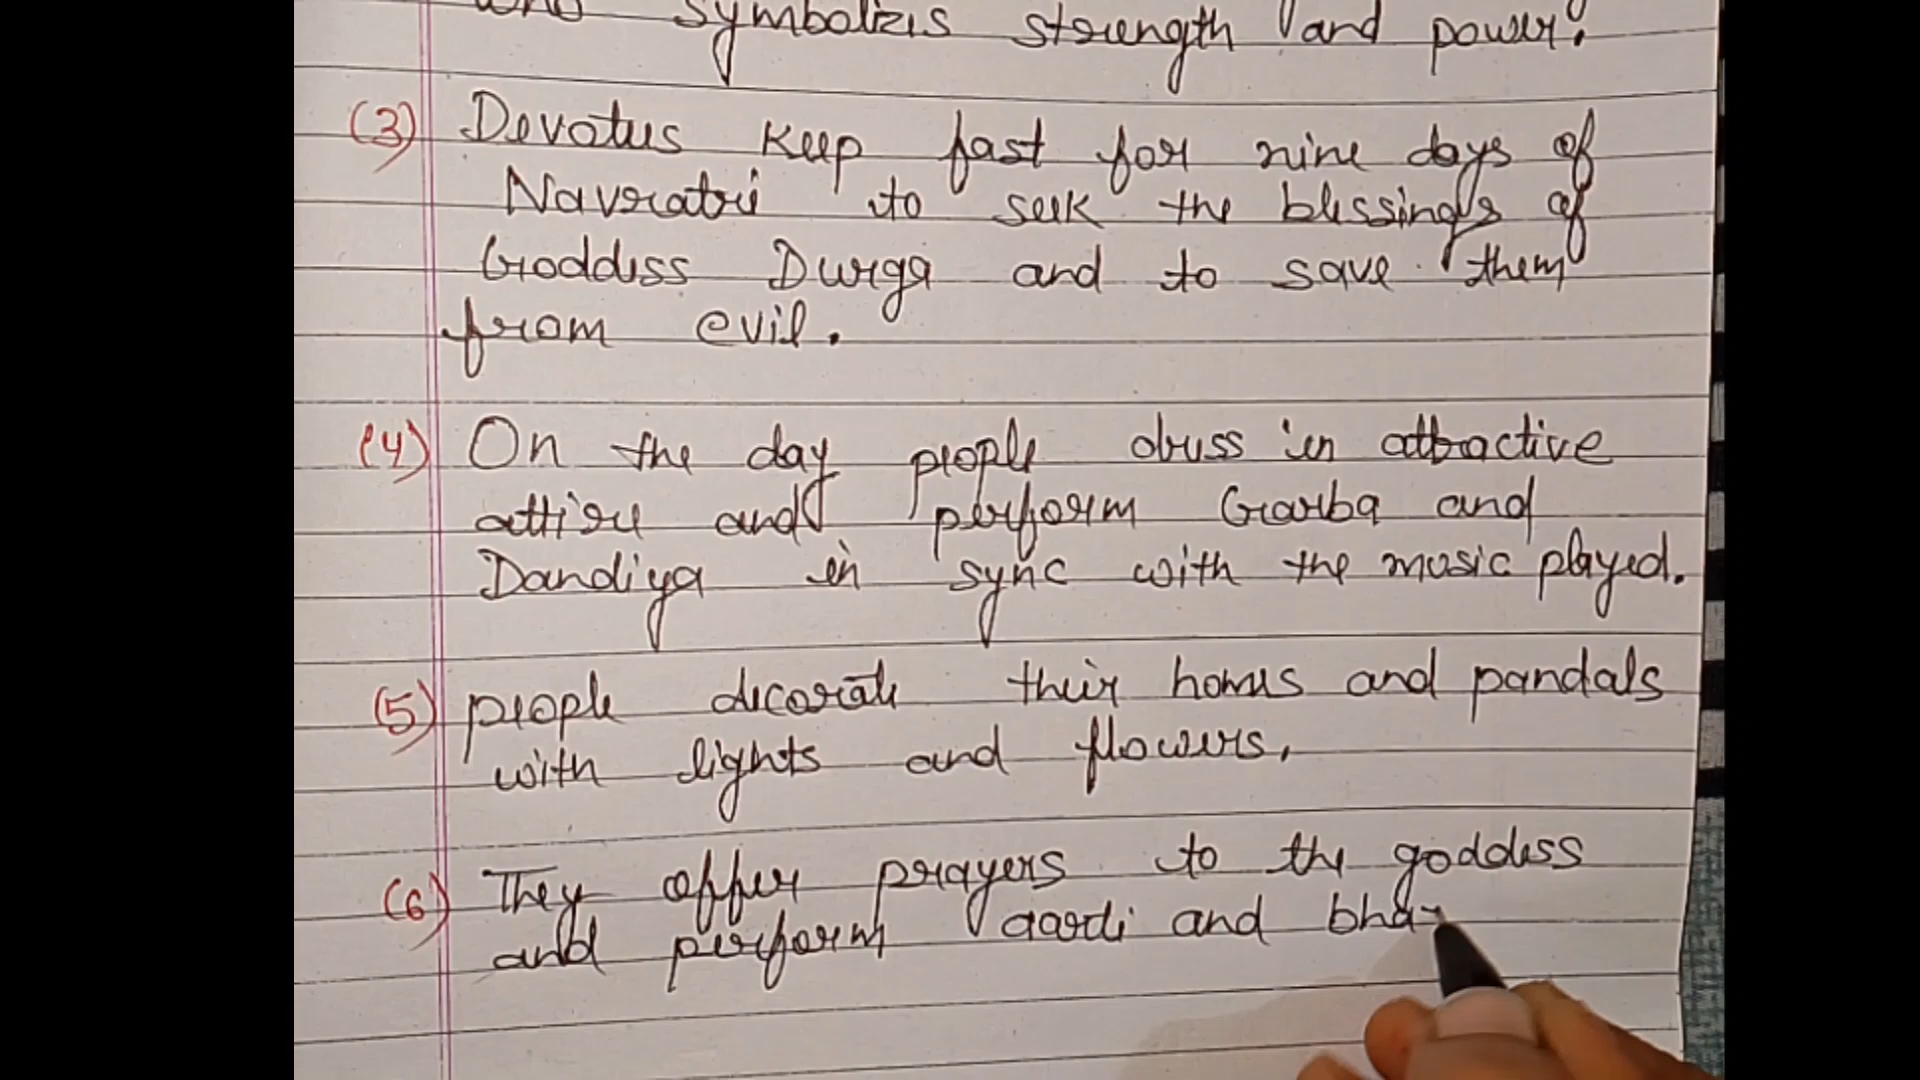 who symbolizes strength and power.
(3) Devotees keep fast for nine days of
Navratri to seek the blessings of
Goddess Durga and to save them
from evil.
(4) On the day people dress in attractive
attire and perform Garba and
Dandiya in sync with the music played.
(5) people decorate their homes and pandals
with lights and flowers.
(6) They offer prayers to the goddess
and perform aarti and bha